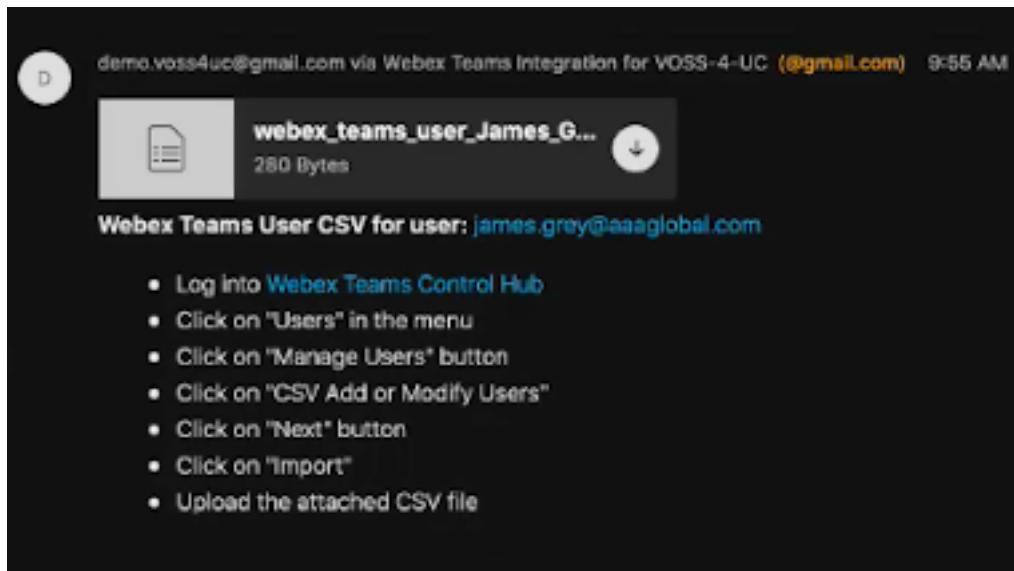 D
demo.voss4uc@gmail.com via Webex Teams Integration for VOSS-4-UC (@gmail.com) 9:55 AM
webex_teams_user_James_G...
280 Bytes
Webex Teams User CSV for user: james.grey@aaaglobal.com
• Log into Webex Teams Control Hub
• Click on "Users" in the menu
• Click on "Manage Users" button
• Click on "CSV Add or Modify Users"
• Click on "Next" button
• Click on "Import"
• Upload the attached CSV file